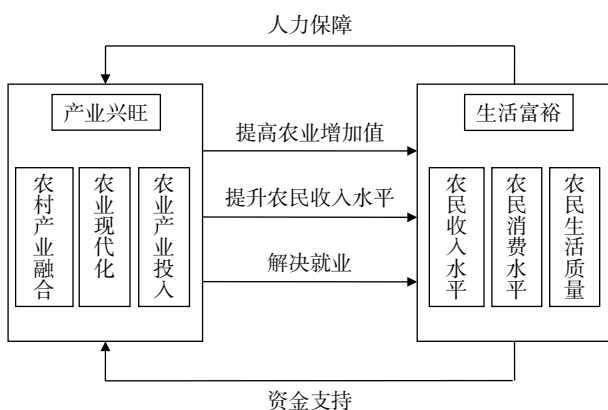 人力保障
产业兴旺
生活富裕
提高农业增加值
提升农民收入水平
解决就业
农村产业融合
农业现代化
农业产业投入
农民收入水平
农民消费水平
农民生活质量
资金支持